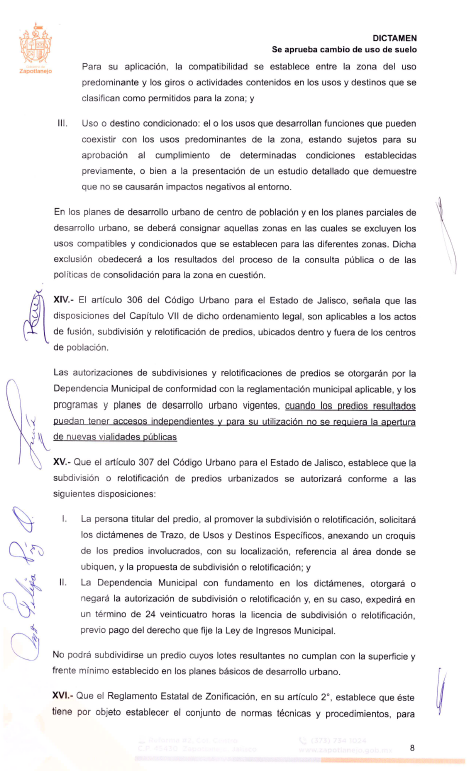 DICTAMEN
Se aprueba cambio de uso de suelo
Zapotlanejo
Para su aplicación, la compatibilidad se establece entre la zona del uso
predominante y los giros o actividades contenidos en los usos y destinos que se
clasifican como permitidos para la zona; y
III. Uso o destino condicionado: el o los usos que desarrollan funciones que pueden
coexistir con los usos predominantes de la zona, estando sujetos para su
aprobación al cumplimiento de determinadas condiciones establecidas
previamente, o bien a la presentación de un estudio detallado que demuestre
que no se causarán impactos negativos al entorno.
En los planes de desarrollo urbano de centro de población y en los planes parciales de
desarrollo urbano, se deberá consignar aquellas zonas en las cuales se excluyen los
usos compatibles y condicionados que se establecen para las diferentes zonas. Dicha
exclusión obedecerá a los resultados del proceso de la consulta pública o de las
políticas de consolidación para la zona en cuestión.
XIV.- El artículo 306 del Código Urbano para el Estado de Jalisco, señala que las
disposiciones del Capítulo VII de dicho ordenamiento legal, son aplicables a los actos
de fusión, subdivisión y relotificación de predios, ubicados dentro y fuera de los centros
de población.
Las autorizaciones de subdivisiones y relotificaciones de predios se otorgarán por la
Dependencia Municipal de conformidad con la reglamentación municipal aplicable, y los
programas y planes de desarrollo urbano vigentes, cuando los predios resultados
puedan tener accesos independientes y para su utilización no se requiera la apertura
de nuevas vialidades públicas
XV.- Que el artículo 307 del Código Urbano para el Estado de Jalisco, establece que la
subdivisión o relotificación de predios urbanizados se autorizará conforme a las
siguientes disposiciones:
I. La persona titular del predio, al promover la subdivisión o relotificación, solicitará
los dictámenes de Trazo, de Usos y Destinos Específicos, anexando un croquis
de los predios involucrados, con su localización, referencia al área donde se
ubiquen, y la propuesta de subdivisión o relotificación; y
II. La Dependencia Municipal con fundamento en los dictámenes, otorgará o
negará la autorización de subdivisión o relotificación y, en su caso, expedirá en
un término de 24 veinticuatro horas la licencia de subdivisión o relotificación,
previo pago del derecho que fije la Ley de Ingresos Municipal.
No podrá subdividirse un predio cuyos lotes resultantes no cumplan con la superficie y
frente mínimo establecido en los planes básicos de desarrollo urbano.
XVI.- Que el Reglamento Estatal de Zonificación, en su artículo 2°, establece que éste
tiene por objeto establecer el conjunto de normas técnicas y procedimientos, para
www.zapotlanejo.gob.mx
8